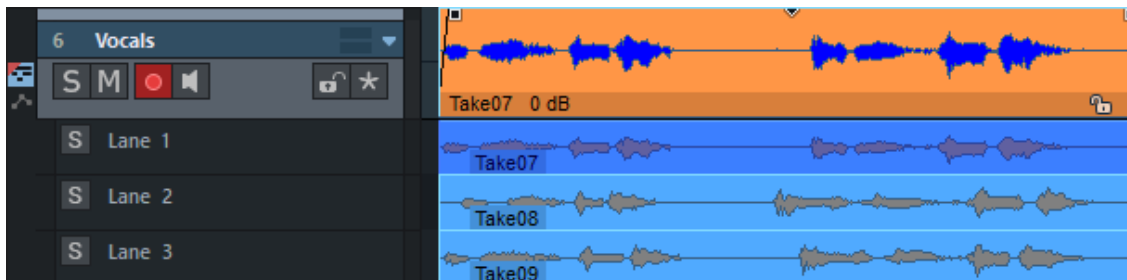 6 Vocals
S M
Take07 0 dB
S Lane 1
Take07
S Lane 2
Take08
S Lane 3
Take09